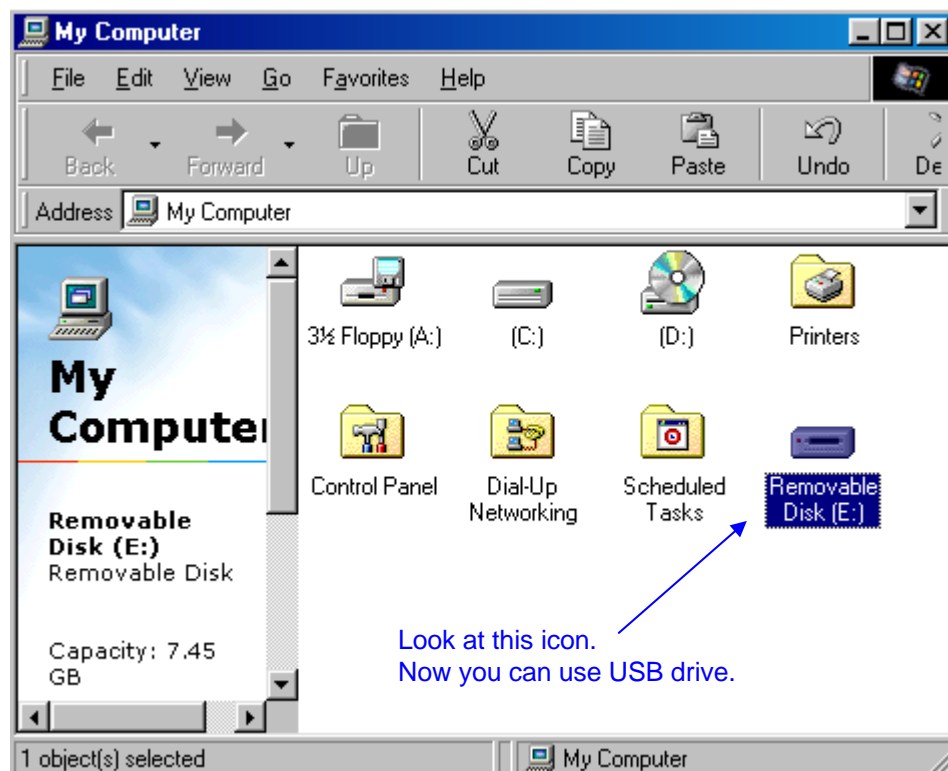 My Computer
File Edit View Go Favorites Help
Back Forward Up Cut Copy Paste Undo De
Address My Computer
3½ Floppy (A:) (C:) (D:) Printers
Control Panel Dial-Up Networking Scheduled Tasks Removable Disk (E:)
My
Computer
Removable
Disk (E:)
Removable Disk
Capacity: 7.45
GB
Look at this icon.
Now you can use USB drive.
1 object(s) selected My Computer